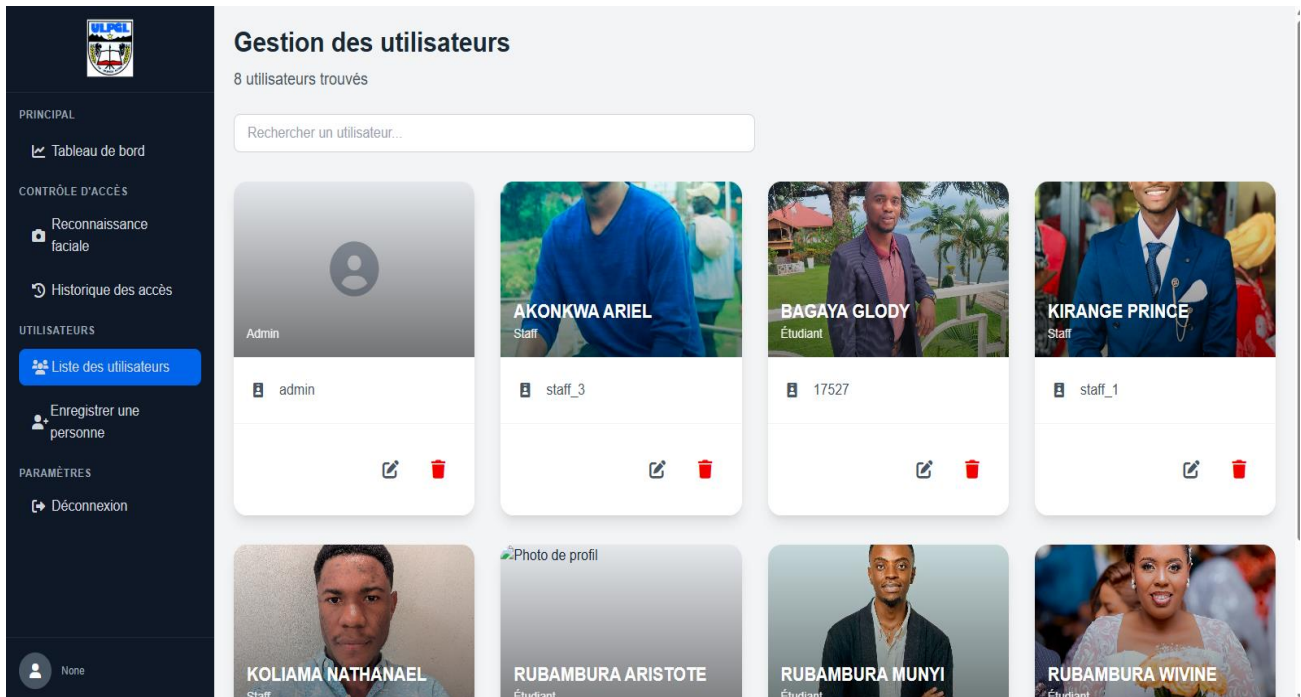 ULPGL
PRINCIPAL
Tableau de bord
CONTRÔLE D'ACCÈS
Reconnaissance
faciale
Historique des accès
UTILISATEURS
Liste des utilisateurs
Enregistrer une
personne
PARAMÈTRES
Déconnexion
None
Gestion des utilisateurs
8 utilisateurs trouvés
Rechercher un utilisateur...
Admin
admin
AKONKWA ARIEL
Staff
staff_3
BAGAYA GLODY
Étudiant
17527
KIRANGE PRINCE
Staff
staff_1
KOLIAMA NATHANAEL
Staff
Photo de profil
RUBAMBURA ARISTOTE
Étudiant
RUBAMBURA MUNYI
Étudiant
RUBAMBURA WIVINE
Étudiant